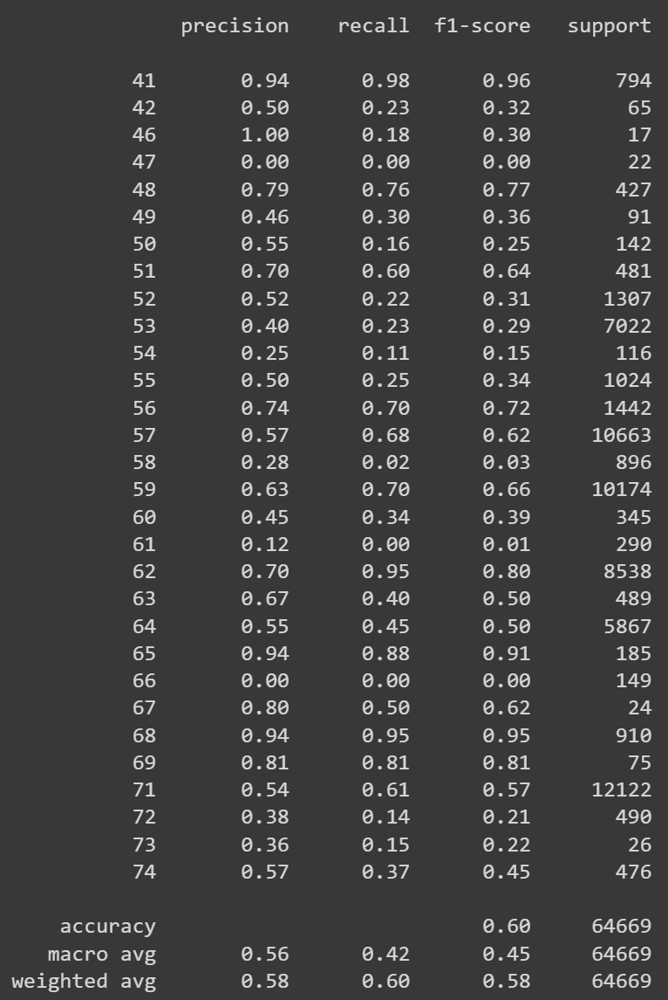 precision recall f1-score support
41 0.94 0.98 0.96 794
42 0.50 0.23 0.32 65
46 1.00 0.18 0.30 17
47 0.00 0.00 0.00 22
48 0.79 0.76 0.77 427
49 0.46 0.30 0.36 91
50 0.55 0.16 0.25 142
51 0.70 0.60 0.64 481
52 0.52 0.22 0.31 1307
53 0.40 0.23 0.29 7022
54 0.25 0.11 0.15 116
55 0.50 0.25 0.34 1024
56 0.74 0.70 0.72 1442
57 0.57 0.68 0.62 10663
58 0.28 0.02 0.03 896
59 0.63 0.70 0.66 10174
60 0.45 0.34 0.39 345
61 0.12 0.00 0.01 290
62 0.70 0.95 0.80 8538
63 0.67 0.40 0.50 489
64 0.55 0.45 0.50 5867
65 0.94 0.88 0.91 185
66 0.00 0.00 0.00 149
67 0.80 0.50 0.62 24
68 0.94 0.95 0.95 910
69 0.81 0.81 0.81 75
71 0.54 0.61 0.57 12122
72 0.38 0.14 0.21 490
73 0.36 0.15 0.22 26
74 0.57 0.37 0.45 476
accuracy 0.60 64669
macro avg 0.56 0.42 0.45 64669
weighted avg 0.58 0.60 0.58 64669